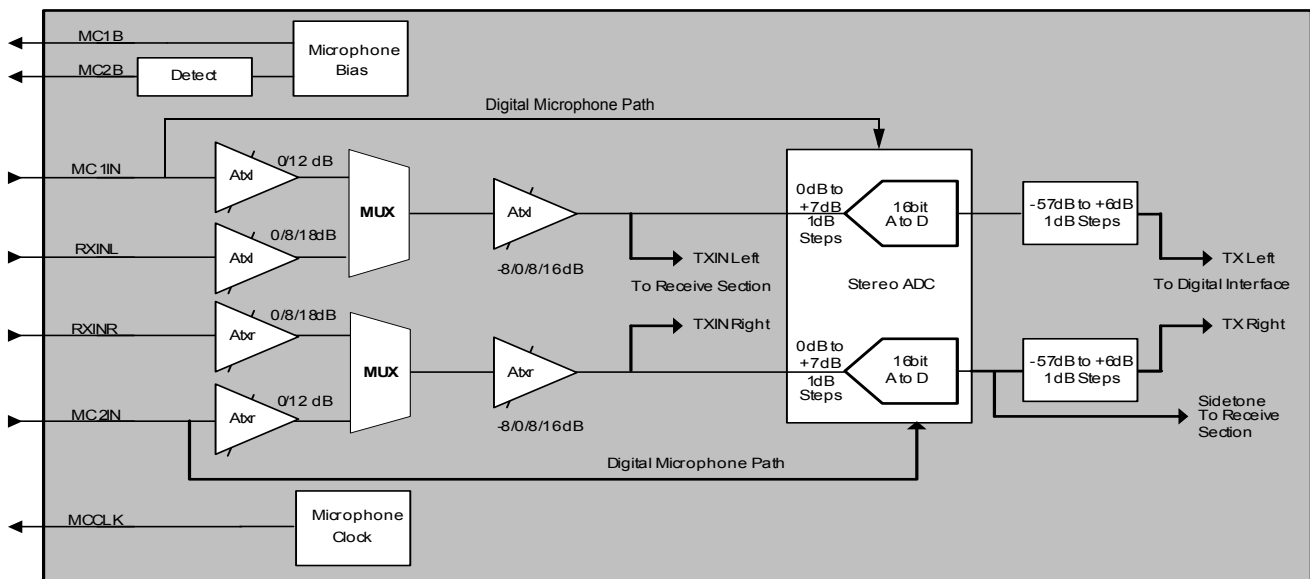 MC1B
Microphone
Bias
MC2B
Detect
Digital Microphone Path
MC1IN
Atxl
0/12 dB
MUX
Atxl
-8/0/8/16dB
0dB to
+7dB
1dB
Steps
16bit
A to D
-57dB to +6dB
1dB Steps
RXINL
Atxl
0/8/18dB
TXIN Left
To Receive Section
Stereo ADC
TX Left
To Digital Interface
RXINR
Atxr
0/8/18dB
MUX
TXIN Right
TX Right
Atxr
-8/0/8/16dB
0dB to
+7dB
1dB
Steps
16bit
A to D
-57dB to +6dB
1dB Steps
MC2IN
Atxr
0/12 dB
Sidetone
To Receive
Section
Digital Microphone Path
MCCLK
Microphone
Clock